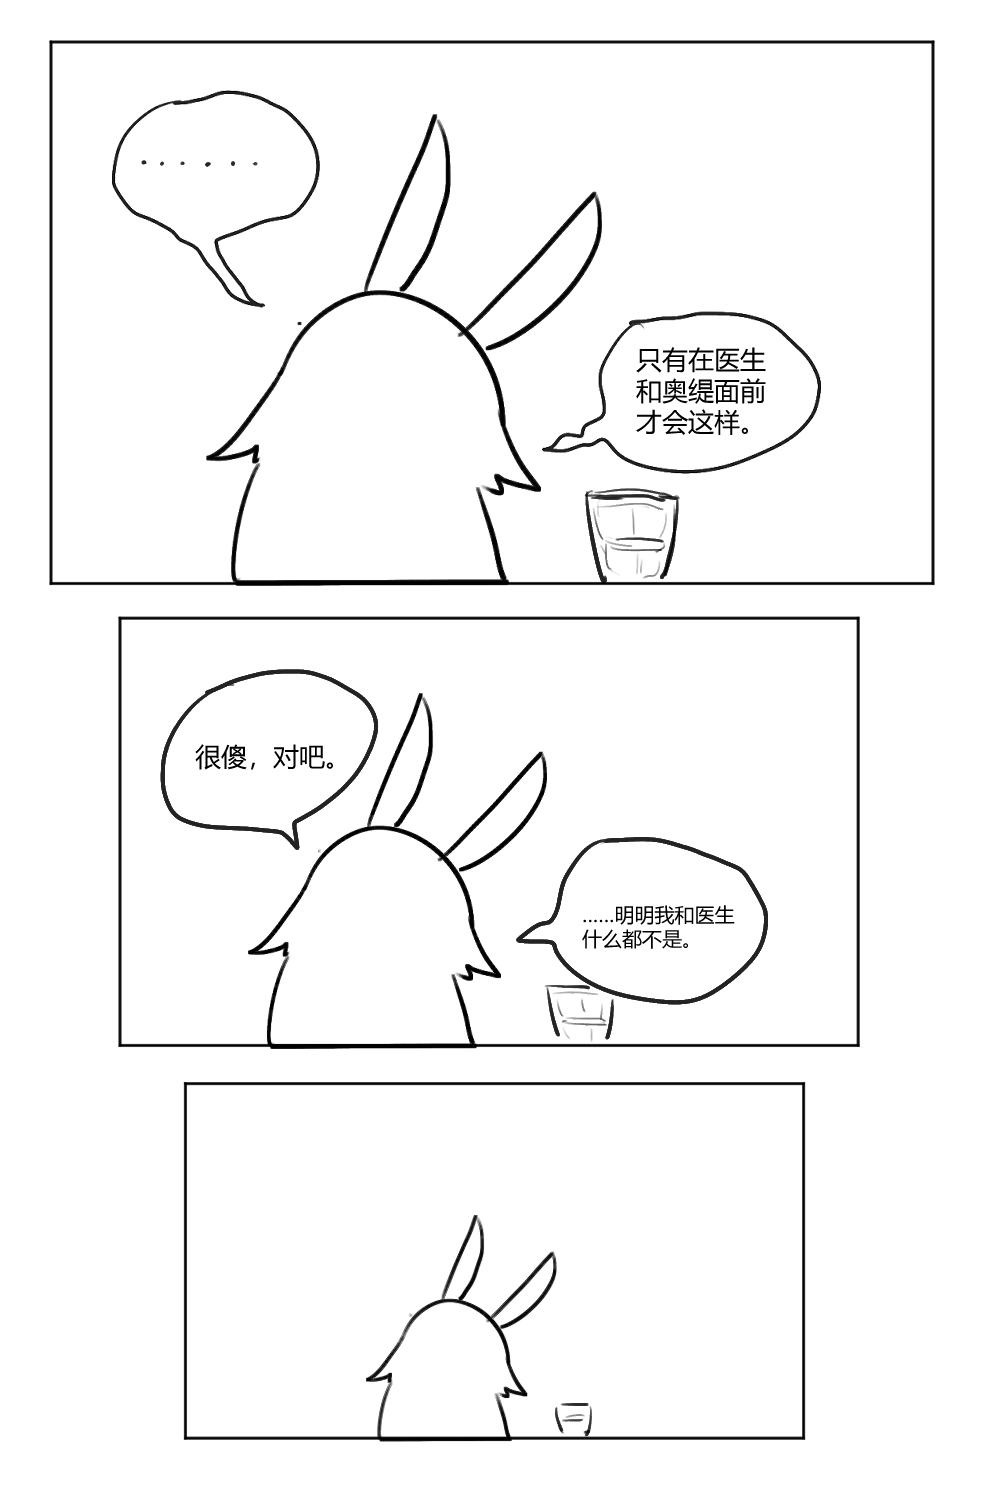 ......
只有在医生
和奥缇面前
才会这样。
很傻，对吧。
......明明我和医生
什么都不是。